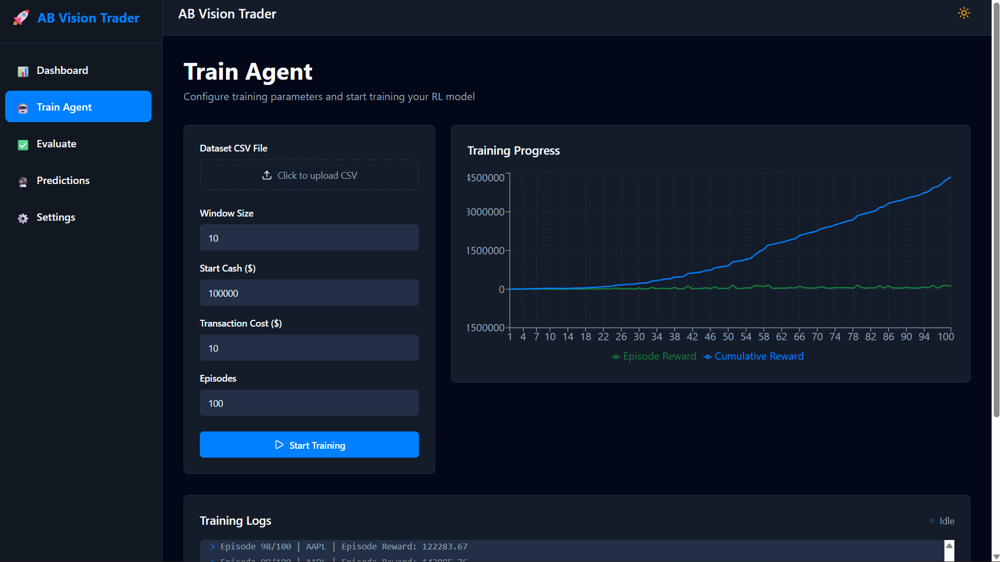 AB Vision Trader
AB Vision Trader
Dashboard
Train Agent
Evaluate
Predictions
Settings
Train Agent
Configure training parameters and start training your RL model
Dataset CSV File
Click to upload CSV
Window Size
10
Start Cash ($)
100000
Transaction Cost ($)
10
Episodes
100
Start Training
Training Progress
4500000
3000000
1500000
0
1500000
1 4 7 10 14 18 22 26 30 34 38 42 46 50 54 58 62 66 70 74 78 82 86 90 94 100
Episode Reward Cumulative Reward
Training Logs
Idle
> Episode 98/100 | AAPL | Episode Reward: 122283.67
> Episode 99/100 | AAPL | Episode Reward: 143885.76